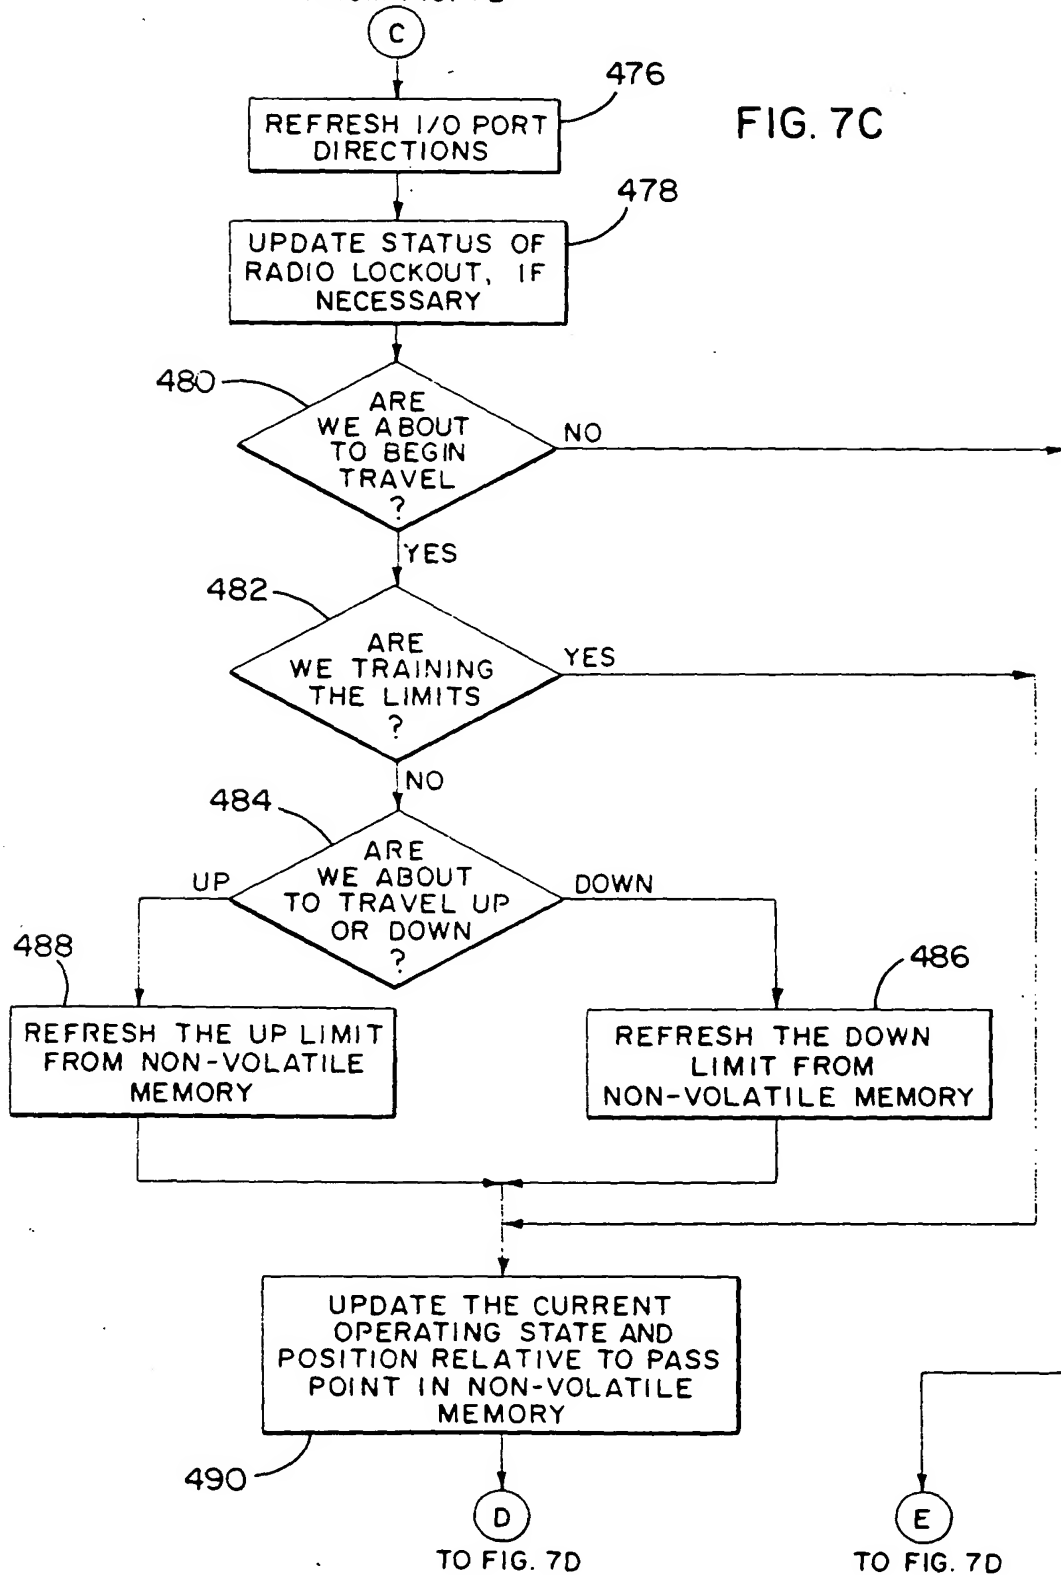 C
476
REFRESH I/O PORT
DIRECTIONS
FIG. 7C
478
UPDATE STATUS OF
RADIO LOCKOUT, IF
NECESSARY
480
ARE
WE ABOUT
TO BEGIN
TRAVEL
?
NO
YES
482
ARE
WE TRAINING
THE LIMITS
?
YES
NO
484
ARE
WE ABOUT
TO TRAVEL UP
OR DOWN
?
UP
DOWN
488
REFRESH THE UP LIMIT
FROM NON-VOLATILE
MEMORY
486
REFRESH THE DOWN
LIMIT FROM
NON-VOLATILE MEMORY
UPDATE THE CURRENT
OPERATING STATE AND
POSITION RELATIVE TO PASS
POINT IN NON-VOLATILE
MEMORY
490
D
TO FIG. 7D
E
TO FIG. 7D